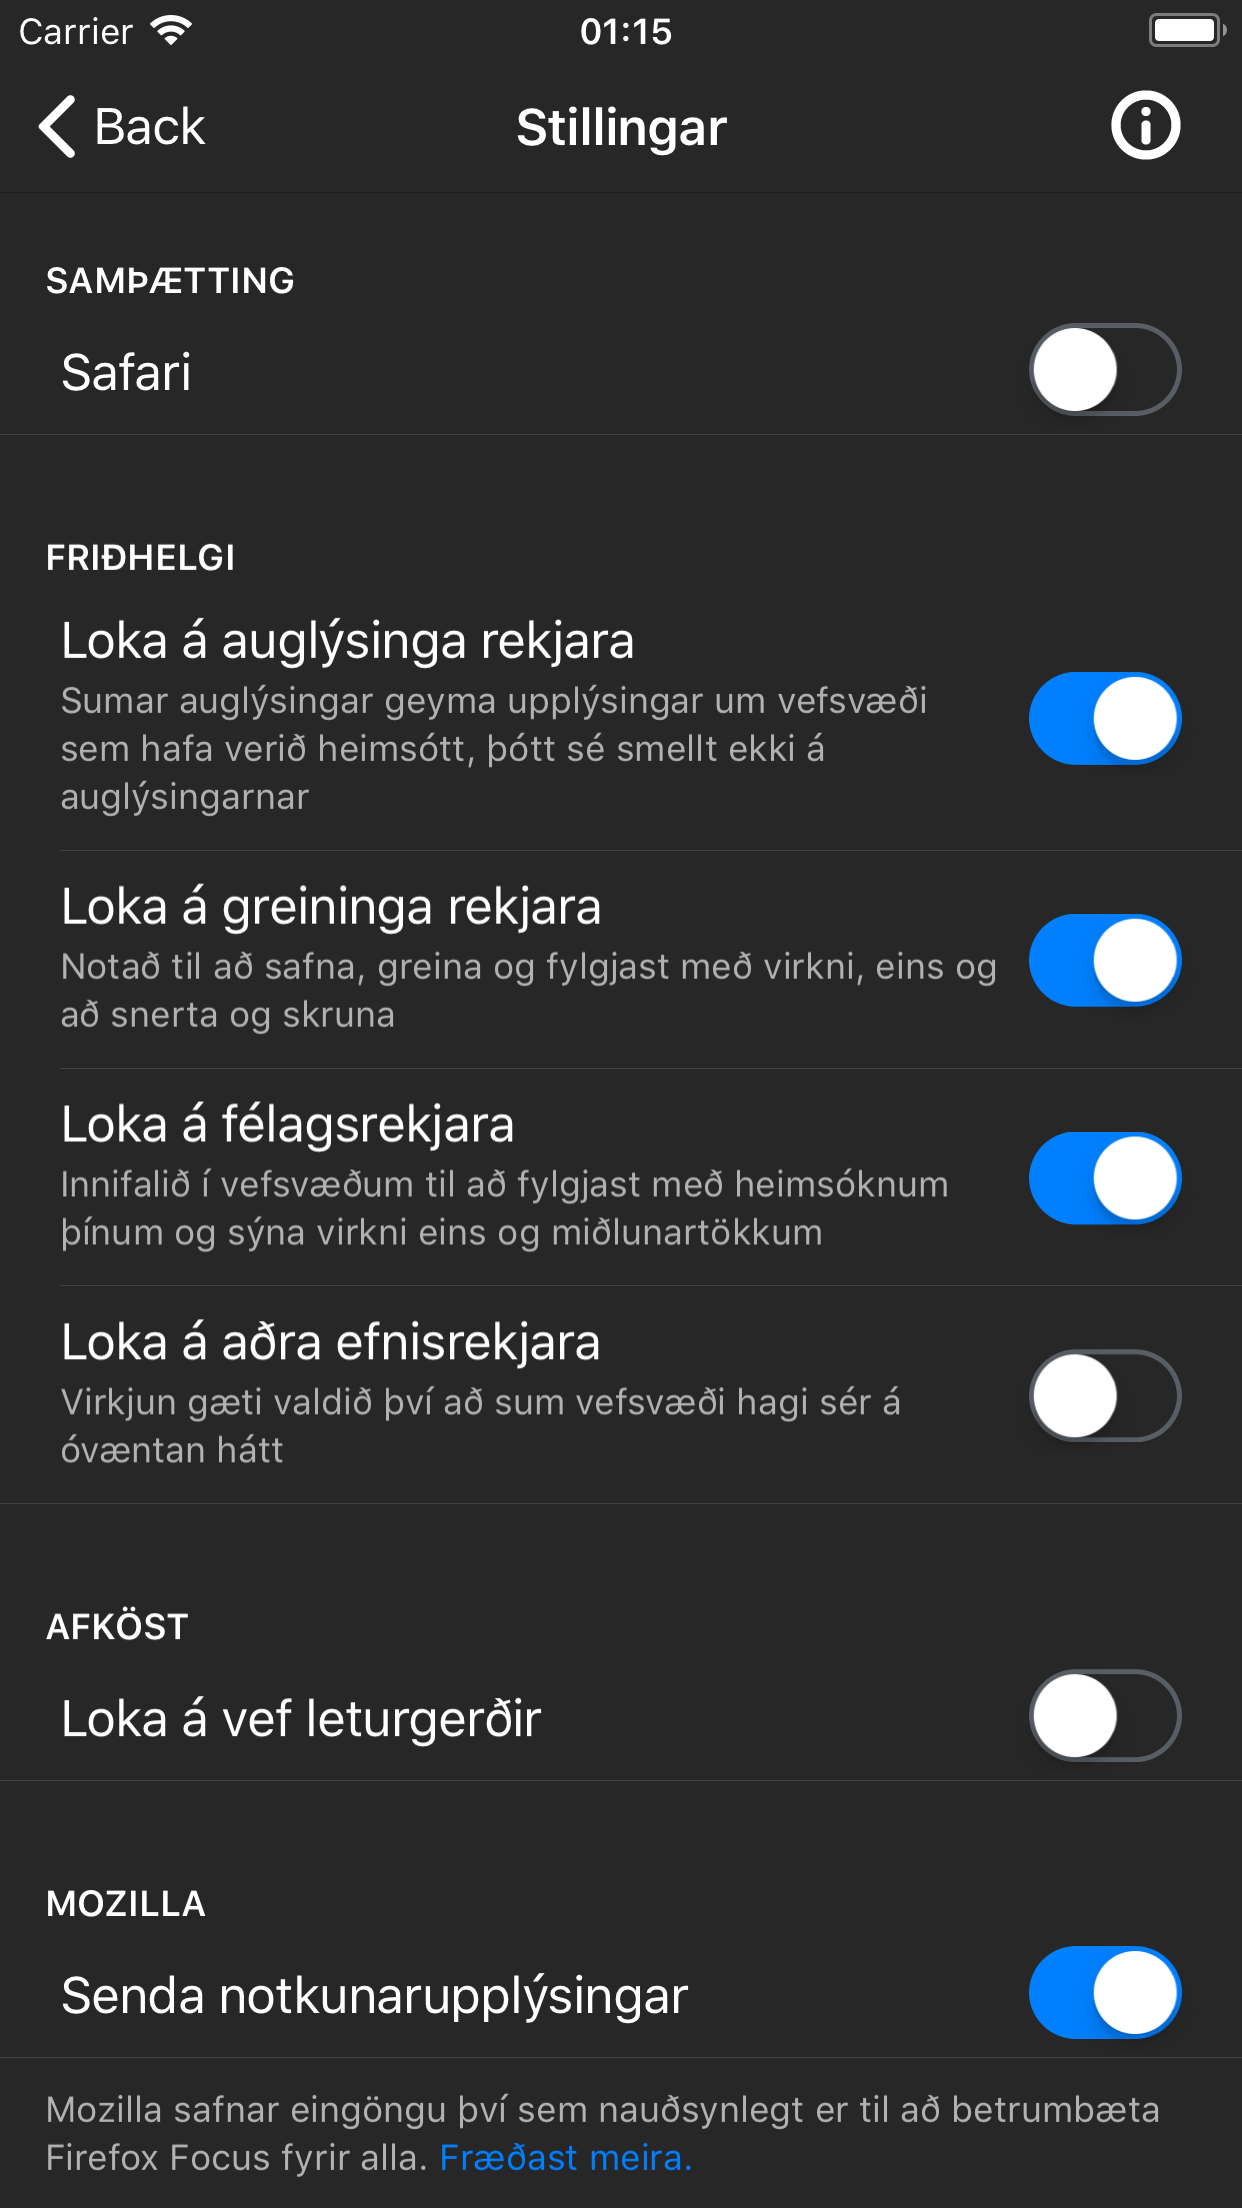 Carrier
01:15
Back
Stillingar
SAMÞÆTTING
Safari
FRIÐHELGI
Loka á auglýsinga rekjara
Sumar auglýsingar geyma upplýsingar um vefsvæði
sem hafa verið heimsótt, þótt sé smellt ekki á
auglýsingarnar
Loka á greininga rekjara
Notað til að safna, greina og fylgjast með virkni, eins og
að snerta og skruna
Loka á félagsrekjara
Innifalið í vefsvæðum til að fylgjast með heimsóknum
þínum og sýna virkni eins og miðlunartökkum
Loka á aðra efnisrekjara
Virkjun gæti valdið því að sum vefsvæði hagi sér á
óvæntan hátt
AFKÖST
Loka á vef leturgerðir
MOZILLA
Senda notkunarupplýsingar
Mozilla safnar eingöngu því sem nauðsynlegt er til að betrumbæta
Firefox Focus fyrir alla. Fræðast meira.